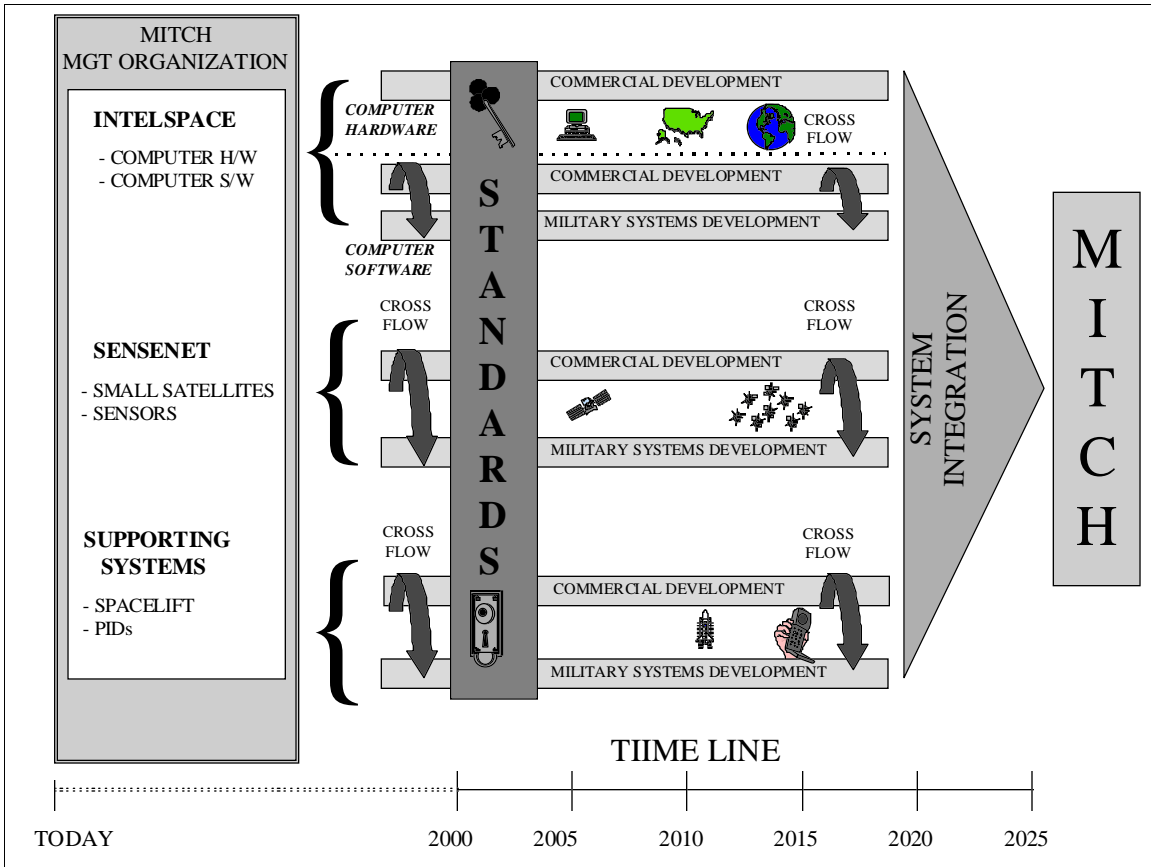 MITCH
MGT ORGANIZATION
INTELSPACE
- COMPUTER H/W
- COMPUTER S/W
SENSENET
- SMALL SATELLITES
- SENSORS
SUPPORTING
SYSTEMS
- SPACELIFT
- PIDs
COMPUTER
HARDWARE
COMMERCIAL DEVELOPMENT
CROSS
FLOW
COMMERCIAL DEVELOPMENT
MILITARY SYSTEMS DEVELOPMENT
COMPUTER
SOFTWARE
CROSS
FLOW
CROSS
FLOW
COMMERCIAL DEVELOPMENT
MILITARY SYSTEMS DEVELOPMENT
CROSS
FLOW
CROSS
FLOW
COMMERCIAL DEVELOPMENT
MILITARY SYSTEMS DEVELOPMENT
STANDARDS
SYSTEM
INTEGRATION
MITCH
TIIME LINE
TODAY 2000 2005 2010 2015 2020 2025